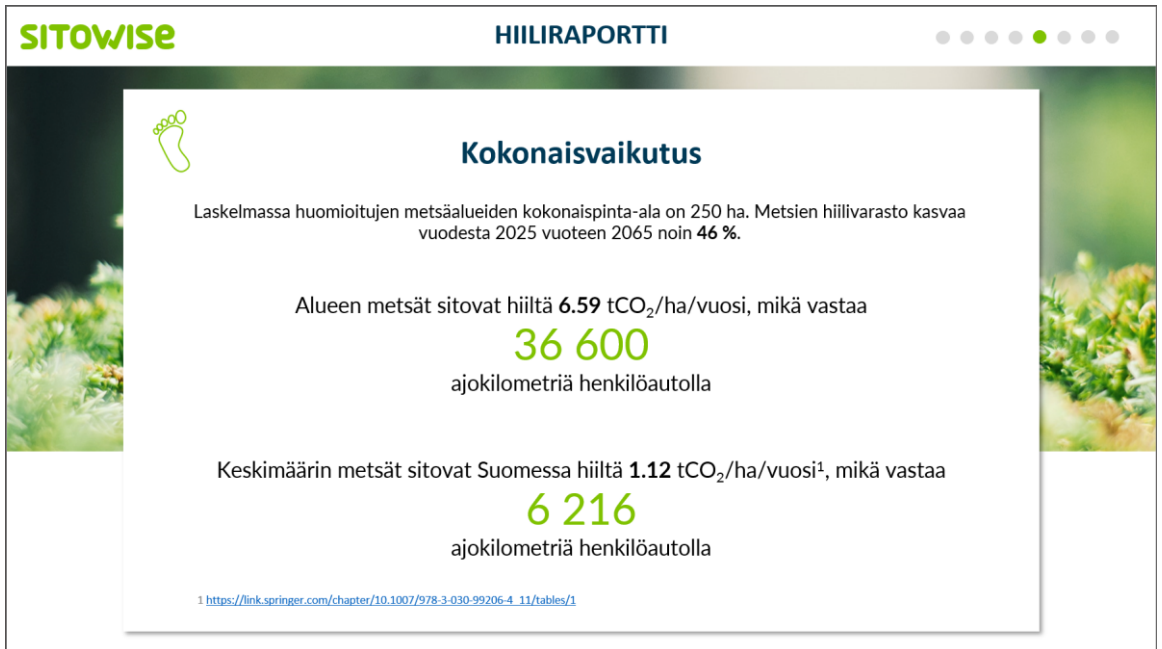 SITOWISE
HIILIRAPORTTI
Kokonaisvaikutus
Laskelmassa huomioitujen metsäalueiden kokonaispinta-ala on 250 ha. Metsien hiilivarasto kasvaa
vuodesta 2025 vuoteen 2065 noin 46 %.
Alueen metsät sitovat hiiltä 6.59 tCO₂/ha/vuosi, mikä vastaa
36 600
ajokilometriä henkilöautolla
Keskimäärin metsät sitovat Suomessa hiiltä 1.12 tCO₂/ha/vuosi¹, mikä vastaa
6 216
ajokilometriä henkilöautolla
1 https://link.springer.com/chapter/10.1007/978-3-030-99206-4_11/tables/1